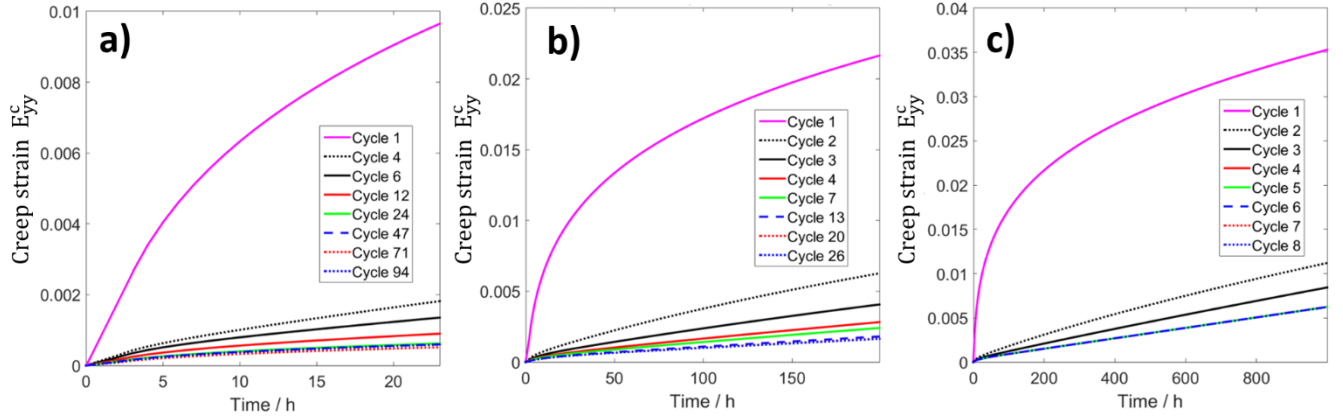 a)
0.01
0.008
0.006
0.004
0.002
0
Creep strain E^c_yy
Cycle 1
Cycle 4
Cycle 6
Cycle 12
Cycle 24
Cycle 47
Cycle 71
Cycle 94
0 5 10 15 20
Time / h
b)
0.025
0.02
0.015
0.01
0.005
0
Creep strain E^c_yy
Cycle 1
Cycle 2
Cycle 3
Cycle 4
Cycle 7
Cycle 13
Cycle 20
Cycle 26
0 50 100 150
Time / h
c)
0.04
0.035
0.03
0.025
0.02
0.015
0.01
0.005
0
Creep strain E^c_yy
Cycle 1
Cycle 2
Cycle 3
Cycle 4
Cycle 5
Cycle 6
Cycle 7
Cycle 8
0 200 400 600 800
Time / h